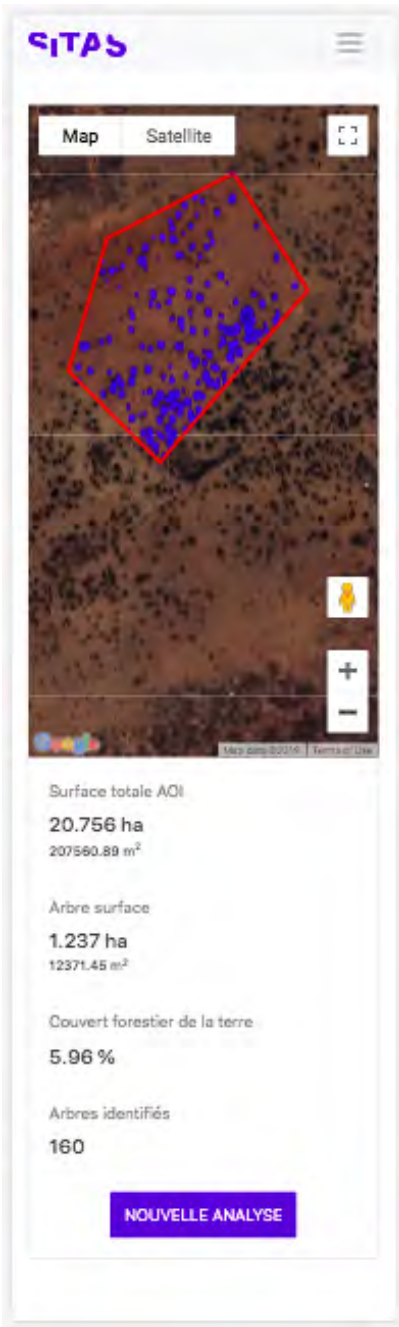 SITAS
Map Satellite
Google
Map data ©2019 Terms of Use
Surface totale AOI
20.756 ha
207560.89 m²
Arbre surface
1.237 ha
12371.45 m²
Couvert forestier de la terre
5.96 %
Arbres identifiés
160
NOUVELLE ANALYSE